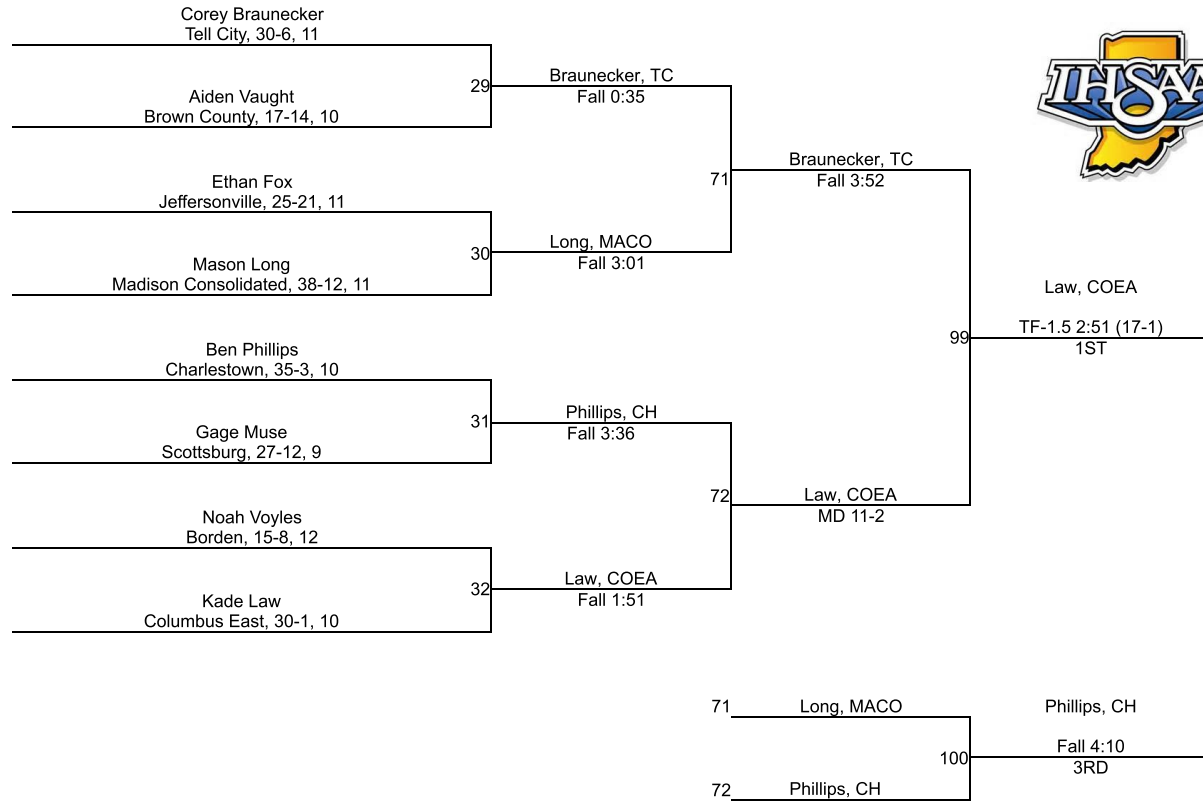 Corey Braunecker
Tell City, 30-6, 11
29
Braunecker, TC
Fall 0:35
Aiden Vaught
Brown County, 17-14, 10
IHSAA
71
Braunecker, TC
Fall 3:52
Ethan Fox
Jeffersonville, 25-21, 11
30
Long, MACO
Fall 3:01
Mason Long
Madison Consolidated, 38-12, 11
99
Law, COEA
TF-1.5 2:51 (17-1)
1ST
Ben Phillips
Charlestown, 35-3, 10
31
Phillips, CH
Fall 3:36
Gage Muse
Scottsburg, 27-12, 9
72
Law, COEA
MD 11-2
Noah Voyles
Borden, 15-8, 12
32
Law, COEA
Fall 1:51
Kade Law
Columbus East, 30-1, 10
71
Long, MACO
100
Phillips, CH
Fall 4:10
3RD
72
Phillips, CH